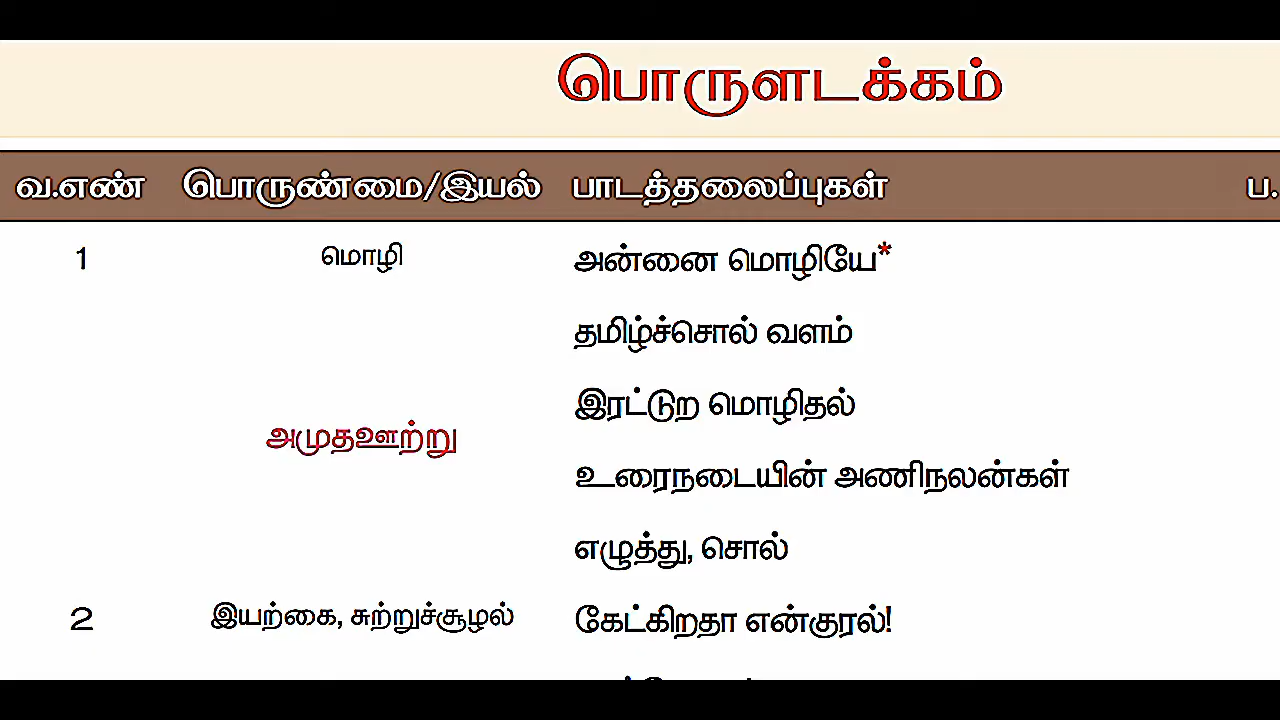 பொருளடக்கம்
வ.எண் பொருண்மை/இயல் பாடத்தலைப்புகள் ப.
1 மொழி அன்னை மொழியே*
தமிழ்ச்சொல் வளம்
இரட்டுற மொழிதல்
அமுதஊற்று
உரைநடையின் அணிநலன்கள்
எழுத்து, சொல்
2 இயற்கை, சுற்றுச்சூழல் கேட்கிறதா என்குரல்!